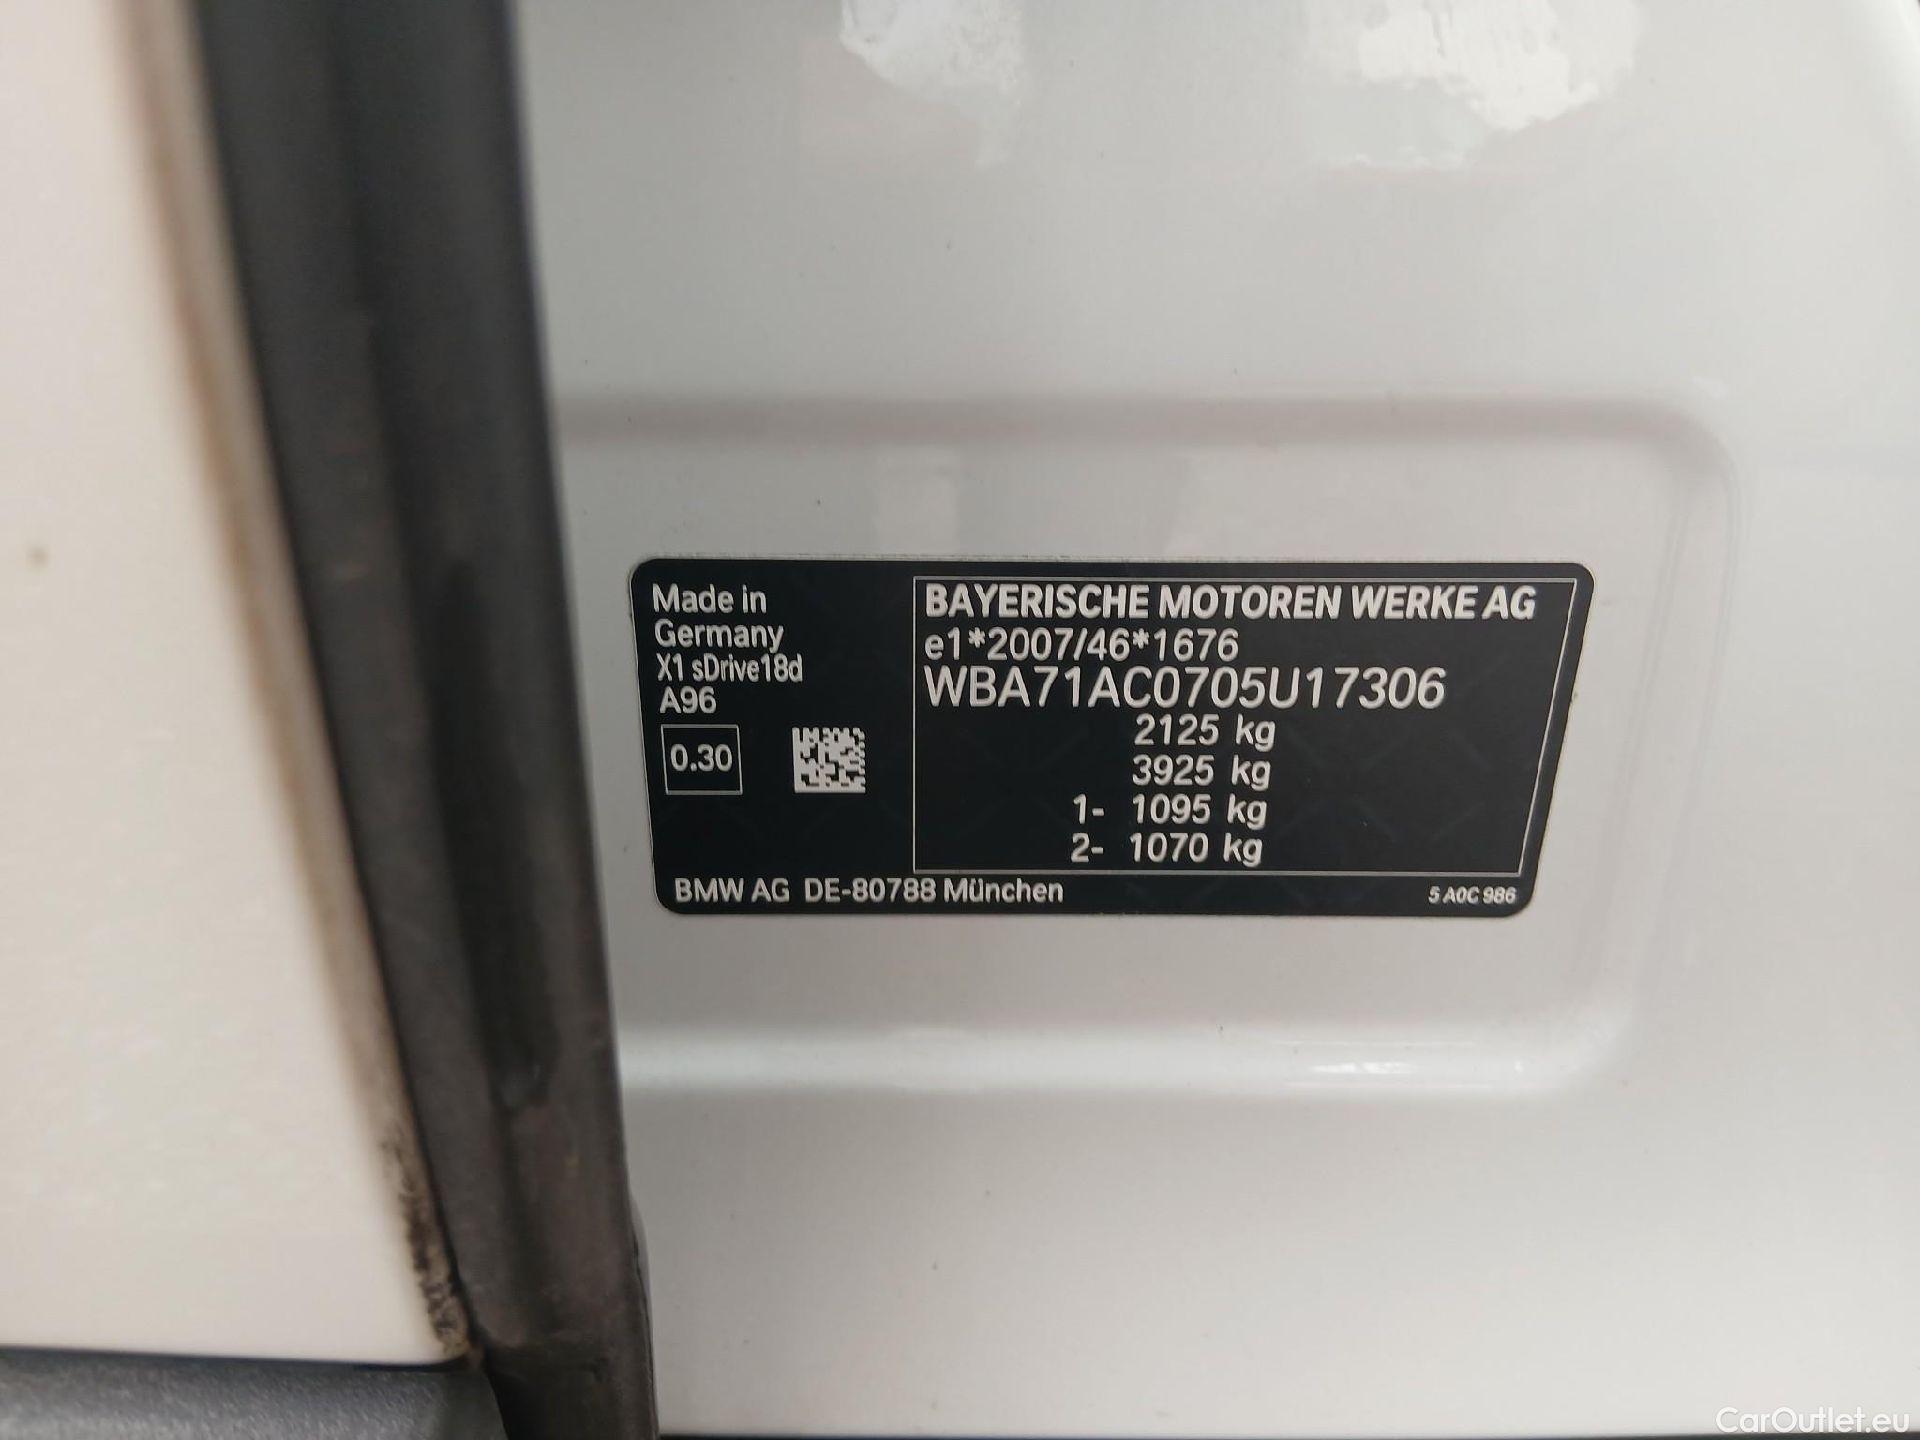 Made in
Germany
X1 sDrive18d
A96
0.30
BAYERISCHE MOTOREN WERKE AG
e1*2007/46*1676
WBA71AC0705U17306
2125 kg
3925 kg
1- 1095 kg
2- 1070 kg
BMW AG DE-80788 München
5 A0C 986
CarOutlet.eu